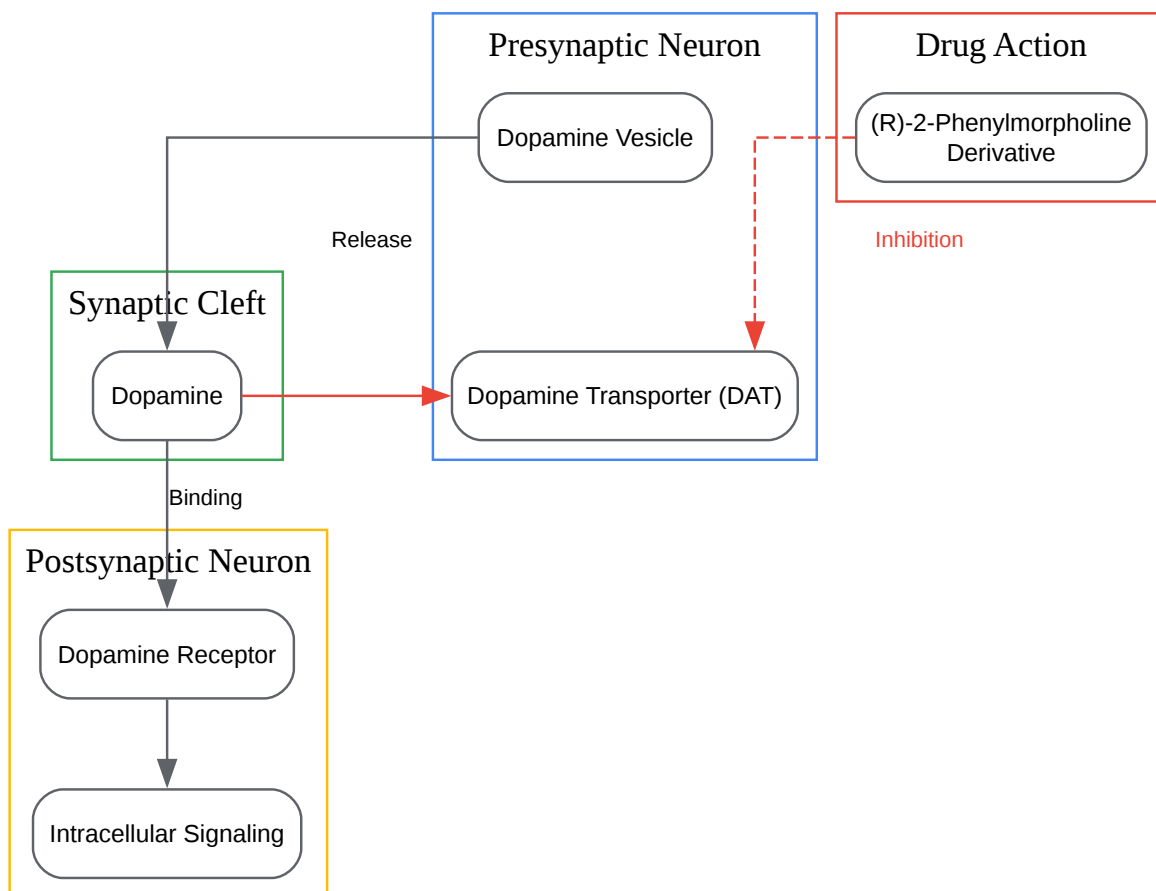 Presynaptic Neuron
Drug Action
Dopamine Vesicle
(R)-2-Phenylmorpholine
Derivative
Release
Inhibition
Synaptic Cleft
Dopamine
Dopamine Transporter (DAT)
Binding
Postsynaptic Neuron
Dopamine Receptor
Intracellular Signaling